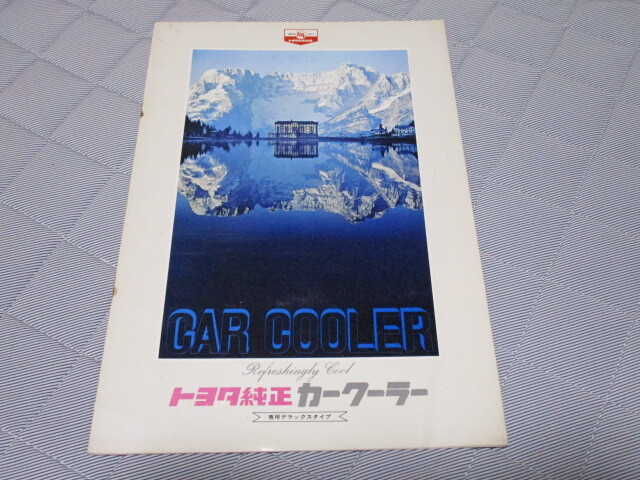 CAR COOLER
Refreshingly Cool
トヨタ純正 カークーラー
専用デラックスタイプ